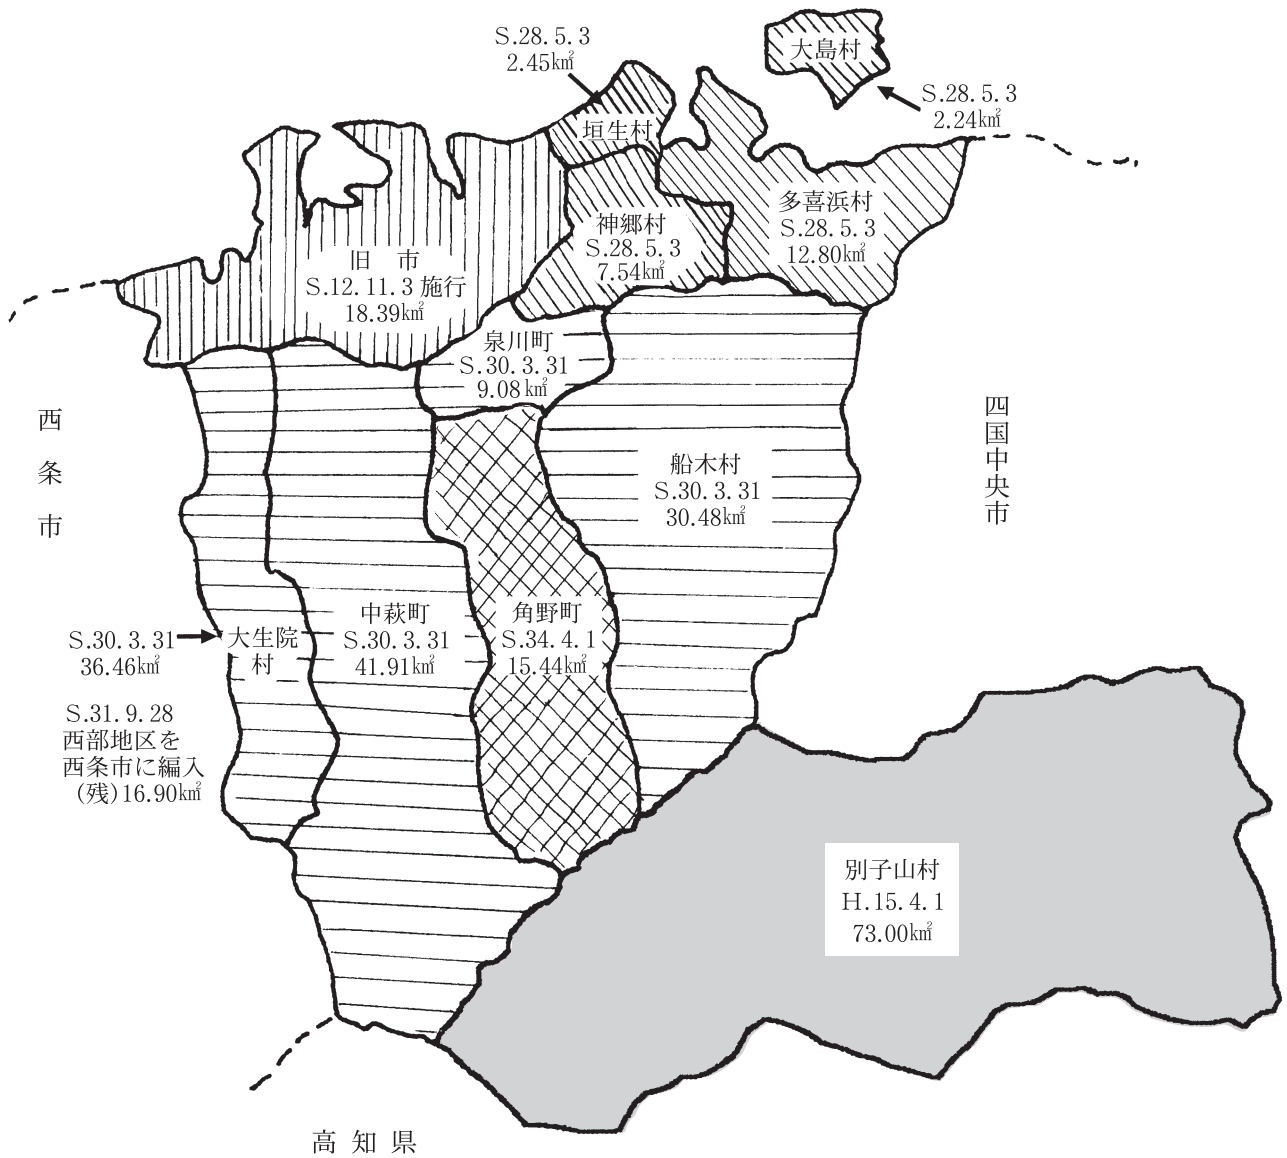 S.28. 5. 3
2.45㎢
大島村
S.28. 5. 3
2.24㎢
垣生村
多喜浜村
S.28. 5. 3
12.80㎢
神郷村
S.28. 5. 3
7.54㎢
旧 市
S.12. 11. 3 施行
18.39㎢
泉川町
S.30. 3. 31
9.08㎢
西条市
四国中央市
船木村
S.30. 3. 31
30.48㎢
中萩町
S.30. 3. 31
41.91㎢
角野町
S.34. 4. 1
15.44㎢
S.30. 3. 31
36.46㎢
大生院
村
S.31. 9. 28
西部地区を
西条市に編入
(残)16.90㎢
別子山村
H.15. 4. 1
73.00㎢
高知県